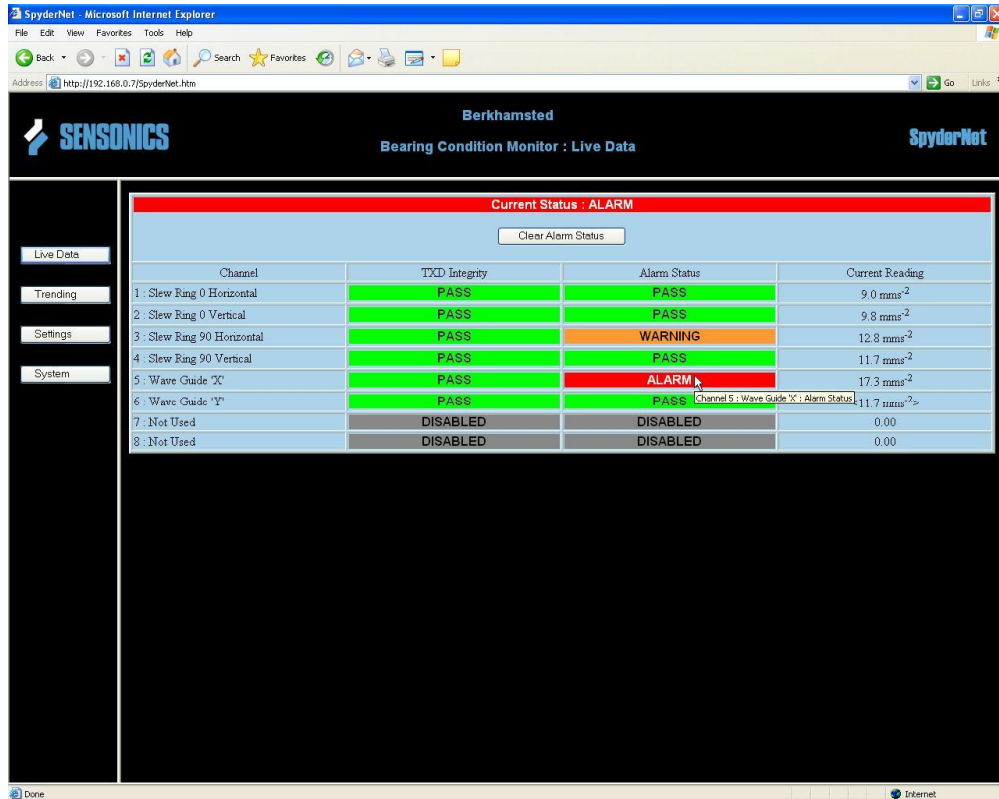 SpyderNet - Microsoft Internet Explorer
File Edit View Favorites Tools Help
Back Search Favorites
Address http://192.168.0.7/SpyderNet.htm Go Links
SENSONICS
Berkhamsted
Bearing Condition Monitor : Live Data
SpyderNet
Live Data
Trending
Settings
System
Current Status : ALARM
Clear Alarm Status
Channel TXD Integrity Alarm Status Current Reading
1 : Slew Ring 0 Horizontal PASS PASS 9.0 mms-2
2 : Slew Ring 0 Vertical PASS PASS 9.8 mms-2
3 : Slew Ring 90 Horizontal PASS WARNING 12.8 mms-2
4 : Slew Ring 90 Vertical PASS PASS 11.7 mms-2
5 : Wave Guide 'X' PASS ALARM 17.3 mms-2
Channel 5 : Wave Guide 'X' : Alarm Status
6 : Wave Guide 'Y' PASS PASS <11.7 mms-2>
7 : Not Used DISABLED DISABLED 0.00
8 : Not Used DISABLED DISABLED 0.00
Done Internet